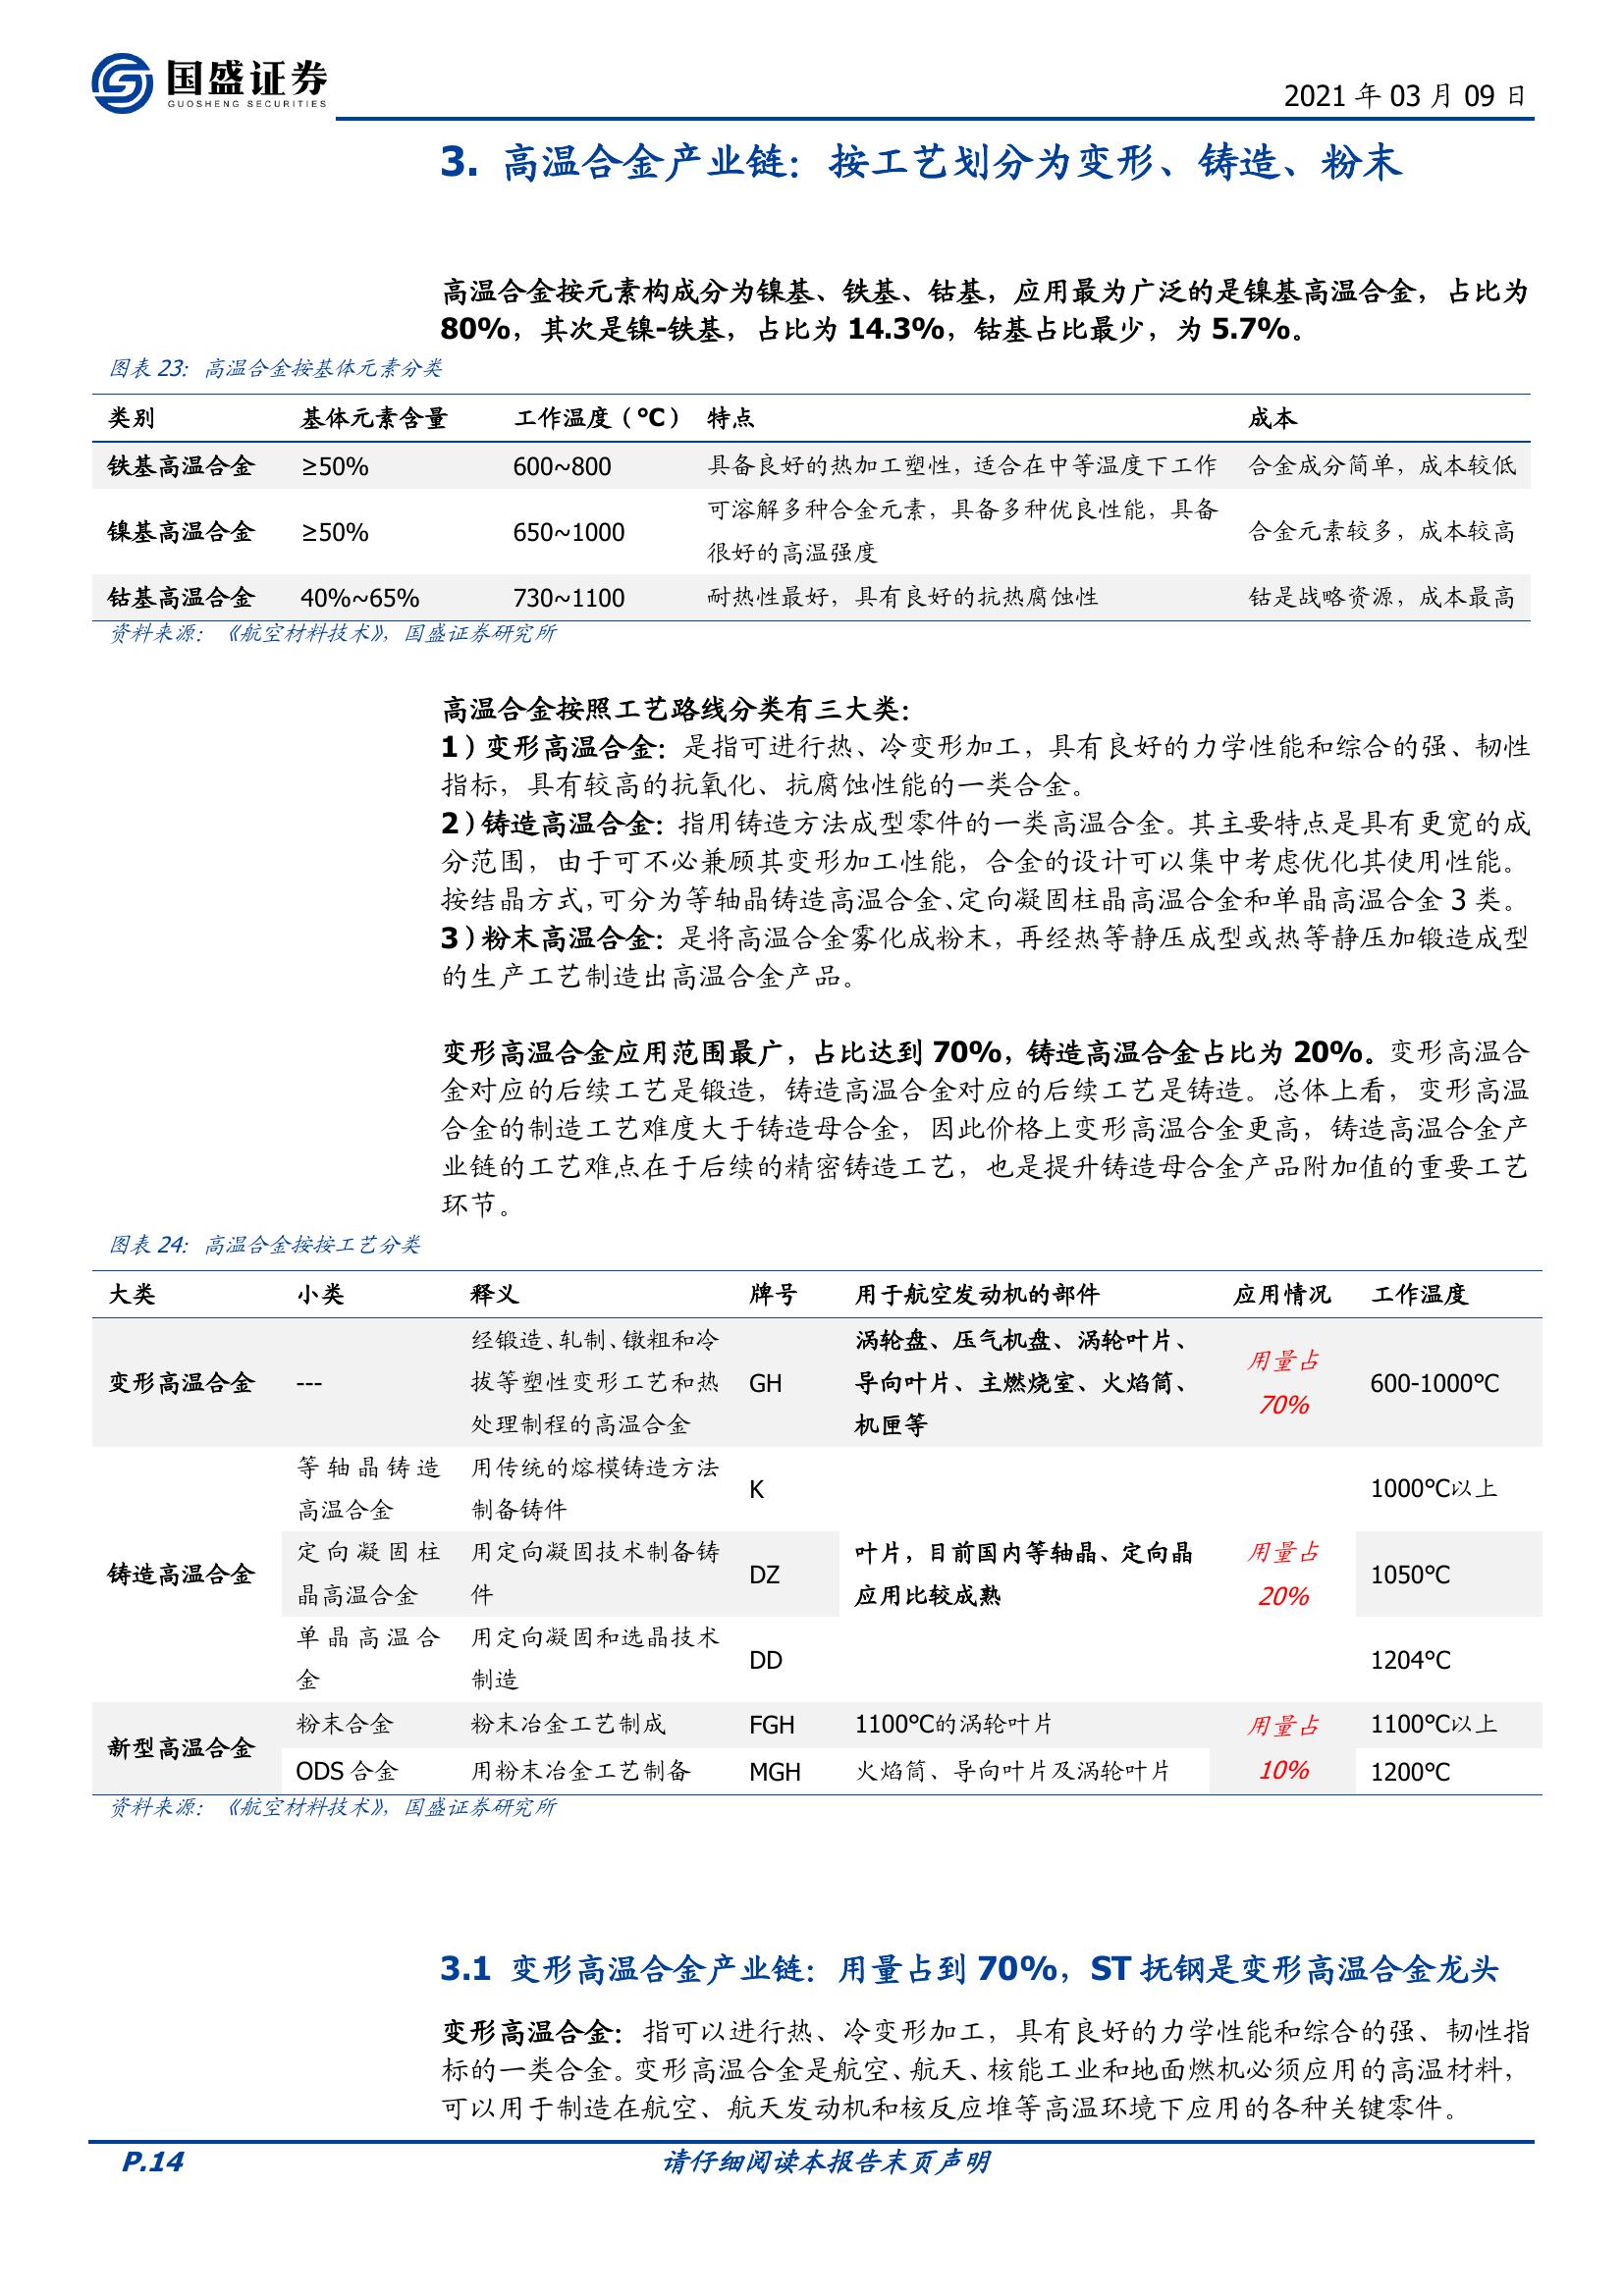 国盛证券
GUOSHENG SECURITIES
2021 年 03 月 09 日
3. 高温合金产业链：按工艺划分为变形、铸造、粉末
高温合金按元素构成分为镍基、铁基、钴基，应用最为广泛的是镍基高温合金，占比为
80%，其次是镍-铁基，占比为 14.3%，钴基占比最少，为 5.7%。
图表 23：高温合金按基体元素分类
类别 基体元素含量 工作温度（℃） 特点 成本
铁基高温合金 ≥50% 600~800 具备良好的热加工塑性，适合在中等温度下工作 合金成分简单，成本较低
镍基高温合金 ≥50% 650~1000 可溶解多种合金元素，具备多种优良性能，具备
很好的高温强度 合金元素较多，成本较高
钴基高温合金 40%~65% 730~1100 耐热性最好，具有良好的抗热腐蚀性 钴是战略资源，成本最高
资料来源：《航空材料技术》，国盛证券研究所
高温合金按照工艺路线分类有三大类：
1）变形高温合金：是指可进行热、冷变形加工，具有良好的力学性能和综合的强、韧性
指标，具有较高的抗氧化、抗腐蚀性能的一类合金。
2）铸造高温合金：指用铸造方法成型零件的一类高温合金。其主要特点是具有更宽的成
分范围，由于可不必兼顾其变形加工性能，合金的设计可以集中考虑优化其使用性能。
按结晶方式，可分为等轴晶铸造高温合金、定向凝固柱晶高温合金和单晶高温合金 3 类。
3）粉末高温合金：是将高温合金雾化成粉末，再经热等静压成型或热等静压加锻造成型
的生产工艺制造出高温合金产品。
变形高温合金应用范围最广，占比达到 70%，铸造高温合金占比为 20%。变形高温合
金对应的后续工艺是锻造，铸造高温合金对应的后续工艺是铸造。总体上看，变形高温
合金的制造工艺难度大于铸造母合金，因此价格上变形高温合金更高，铸造高温合金产
业链的工艺难点在于后续的精密铸造工艺，也是提升铸造母合金产品附加值的重要工艺
环节。
图表 24：高温合金按按工艺分类
大类 小类 释义 牌号 用于航空发动机的部件 应用情况 工作温度
变形高温合金 --- 经锻造、轧制、镦粗和冷
拔等塑性变形工艺和热
处理制程的高温合金 GH 涡轮盘、压气机盘、涡轮叶片、
导向叶片、主燃烧室、火焰筒、
机匣等 用量占
70% 600-1000℃
铸造高温合金 等轴晶铸造
高温合金 用传统的熔模铸造方法
制备铸件 K 1000℃以上
定向凝固柱
晶高温合金 用定向凝固技术制备铸
件 DZ 叶片，目前国内等轴晶、定向晶
应用比较成熟 用量占
20% 1050℃
单晶高温合
金 用定向凝固和选晶技术
制造 DD 1204℃
新型高温合金 粉末合金 粉末冶金工艺制成 FGH 1100℃的涡轮叶片 用量占
10% 1100℃以上
ODS 合金 用粉末冶金工艺制备 MGH 火焰筒、导向叶片及涡轮叶片 1200℃
资料来源：《航空材料技术》，国盛证券研究所
3.1 变形高温合金产业链：用量占到 70%，ST 抚钢是变形高温合金龙头
变形高温合金：指可以进行热、冷变形加工，具有良好的力学性能和综合的强、韧性指
标的一类合金。变形高温合金是航空、航天、核能工业和地面燃机必须应用的高温材料，
可以用于制造在航空、航天发动机和核反应堆等高温环境下应用的各种关键零件。
P.14 请仔细阅读本报告末页声明